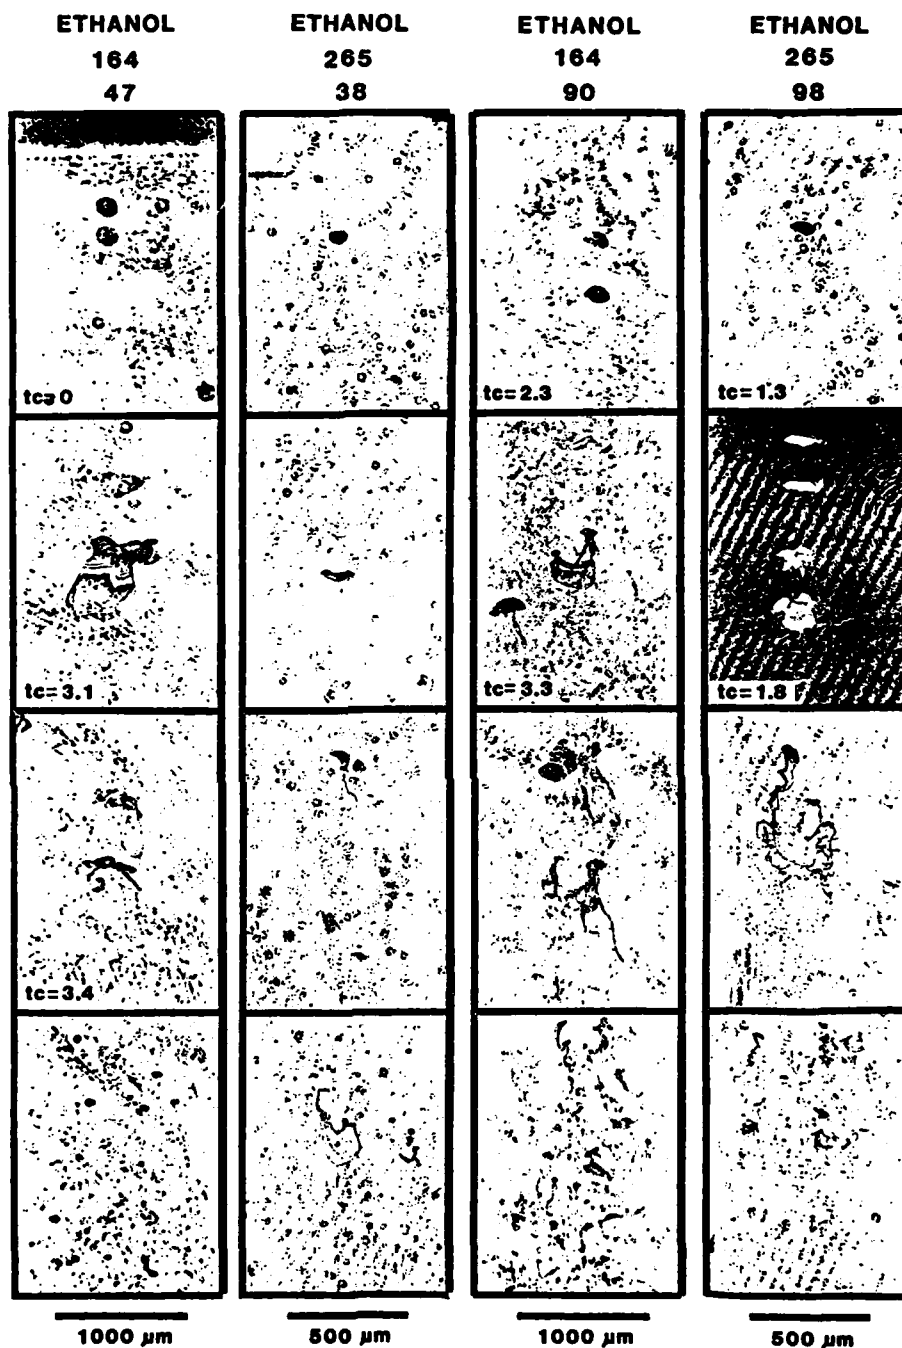 ETHANOL ETHANOL ETHANOL ETHANOL
164 265 164 265
47 38 90 98
tc=0 tc=2.3 tc=1.3
tc=3.1 tc=3.3 tc=1.8
tc=3.4
1000 µm 500 µm 1000 µm 500 µm